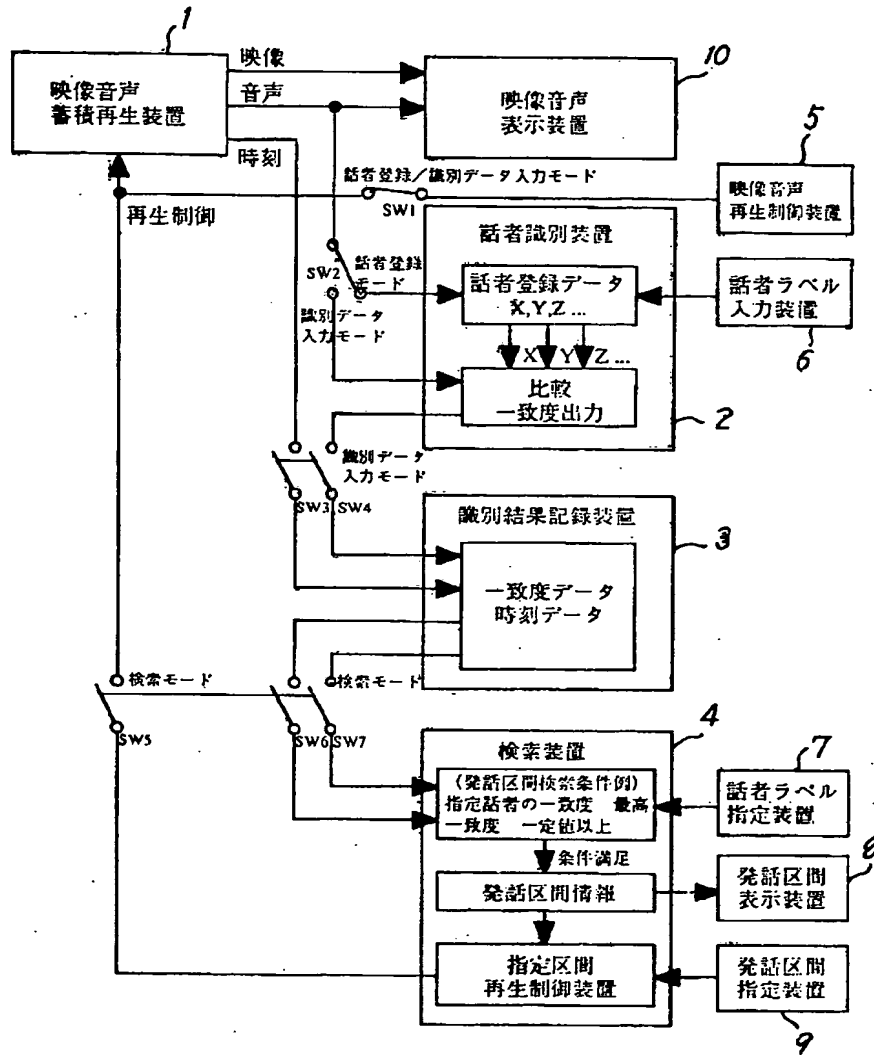 1
映像音声
蓄積再生装置
映像
音声
時刻
10
映像音声
表示装置
5
映像音声
再生制御装置
話者登録／識別データ入力モード
SW1
再生制御
話者識別装置
SW2
話者登録
モード
識別データ
入力モード
話者登録データ
X,Y,Z ...
X
Y
Z ...
比較
一致度出力
2
話者ラベル
入力装置
6
識別データ
入力モード
SW3
SW4
識別結果記録装置
3
一致度データ
時刻データ
検索モード
検索モード
SW5
SW6
SW7
4
検索装置
(発話区間検索条件例)
指定話者の一致度 最高
一致度 一定値以上
7
話者ラベル
指定装置
条件満足
発話区間情報
8
発話区間
表示装置
指定区間
再生制御装置
発話区間
指定装置
9